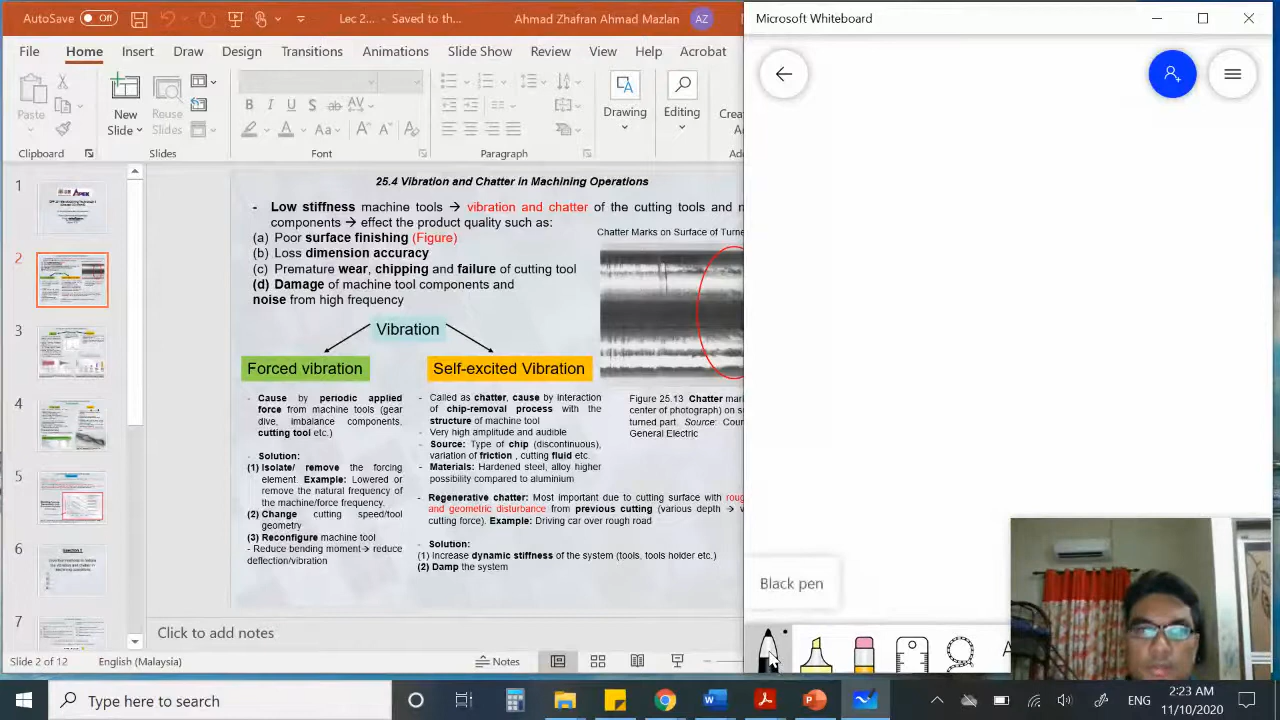 AutoSave Off Lec 2... - Saved to th... Ahmad Zhafran Ahmad Mazlan AZ
Microsoft Whiteboard
File Home Insert Draw Design Transitions Animations Slide Show Review View Help Acrobat
Paste New Slide Reuse Slides Drawing Editing Crea
B I U S ab AV
A Aa A A A
Clipboard Slides Font Paragraph
1
2
3
4
5
6
7
25.4 Vibration and Chatter in Machining Operations
- Low stiffness machine tools → vibration and chatter of the cutting tools and
components → effect the product quality such as:
(a) Poor surface finishing (Figure)
(b) Loss dimension accuracy
(c) Premature wear, chipping and failure of cutting tool
(d) Damage of machine tool components and
noise from high frequency
Chatter Marks on Surface of Turne
Vibration
Forced vibration
Self-excited Vibration
- Cause by periodic applied
force from machine tools (gear
dive, imbalance components,
cutting tool etc.)
- Solution:
(1) Isolate/ remove the forcing
element Example: Lowered or
remove the natural frequency of
the machine/force frequency.
(2) Change cutting speed/tool
geometry
(3) Reconfigure machine tool
- Reduce bending moment→ reduce
deflection/vibration
- Called as chatter, cause by interaction
of chip-removal process with the
structure of machine tool
- Very high amplitude and audible
- Source: Type of chip (discontinuous),
variation of friction , cutting fluid etc.
- Materials: Hardened steel, alloy higher
possibility compared to aluminium
- Regenerative chatter: Most important due to cutting surface with roug
and geometric disturbance from previous cutting (various depth → v
cutting force). Example: Driving car over rough road
- Solution:
(1) Increase dynamic stiffness of the system (tools, tools holder etc.)
(2) Damp the system
Figure 25.13 Chatter mar
center of photograph) on s
turned part. Source: Cour
General Electric
Black pen
Click to add notes
Slide 2 of 12 English (Malaysia) Notes
Type here to search
ENG
2:23 AM
11/10/2020